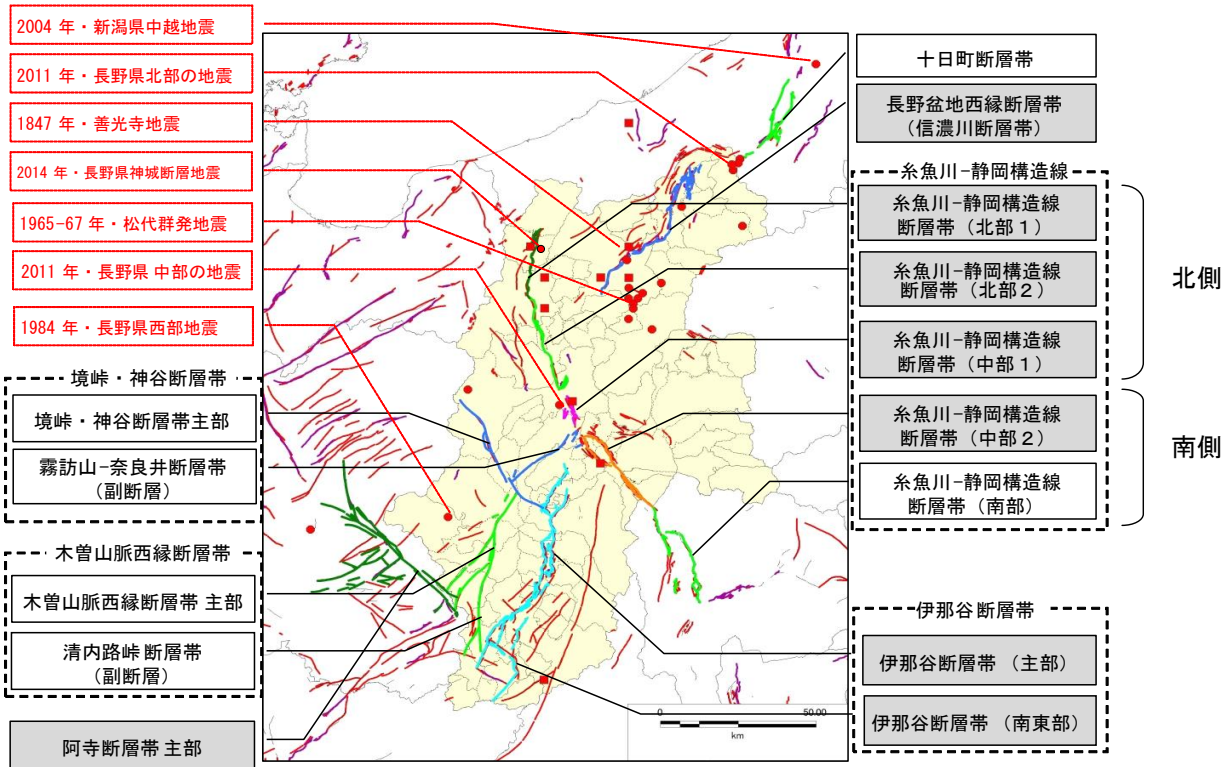 2004 年・新潟県中越地震
2011 年・長野県北部の地震
1847 年・善光寺地震
2014 年・長野県神城断層地震
1965-67 年・松代群発地震
2011 年・長野県 中部の地震
1984 年・長野県西部地震
境峠・神谷断層帯
境峠・神谷断層帯主部
霧訪山-奈良井断層帯
(副断層)
木曽山脈西縁断層帯
木曽山脈西縁断層帯 主部
清内路峠 断層帯
(副断層)
阿寺断層帯 主部
0
50.00
km
十日町断層帯
長野盆地西縁断層帯
(信濃川断層帯)
糸魚川-静岡構造線
糸魚川-静岡構造線
断層帯（北部１）
糸魚川-静岡構造線
断層帯（北部２）
糸魚川-静岡構造線
断層帯（中部１）
糸魚川-静岡構造線
断層帯（中部２）
糸魚川-静岡構造線
断層帯（南部）
北側
南側
伊那谷断層帯
伊那谷断層帯 （主部）
伊那谷断層帯 （南東部）